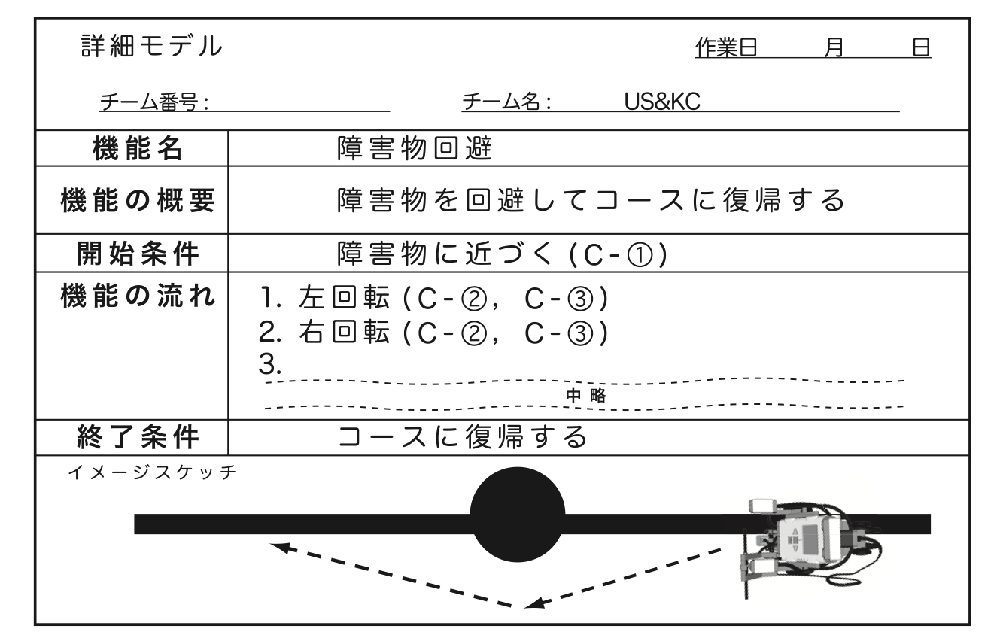 詳細モデル
作業日 月 日
チーム番号: チーム名: US&KC
機能名 障害物回避
機能の概要 障害物を回避してコースに復帰する
開始条件 障害物に近づく(C-①)
機能の流れ 1. 左回転(C-②, C-③)
2. 右回転(C-②, C-③)
3.
中略
終了条件 コースに復帰する
イメージスケッチ